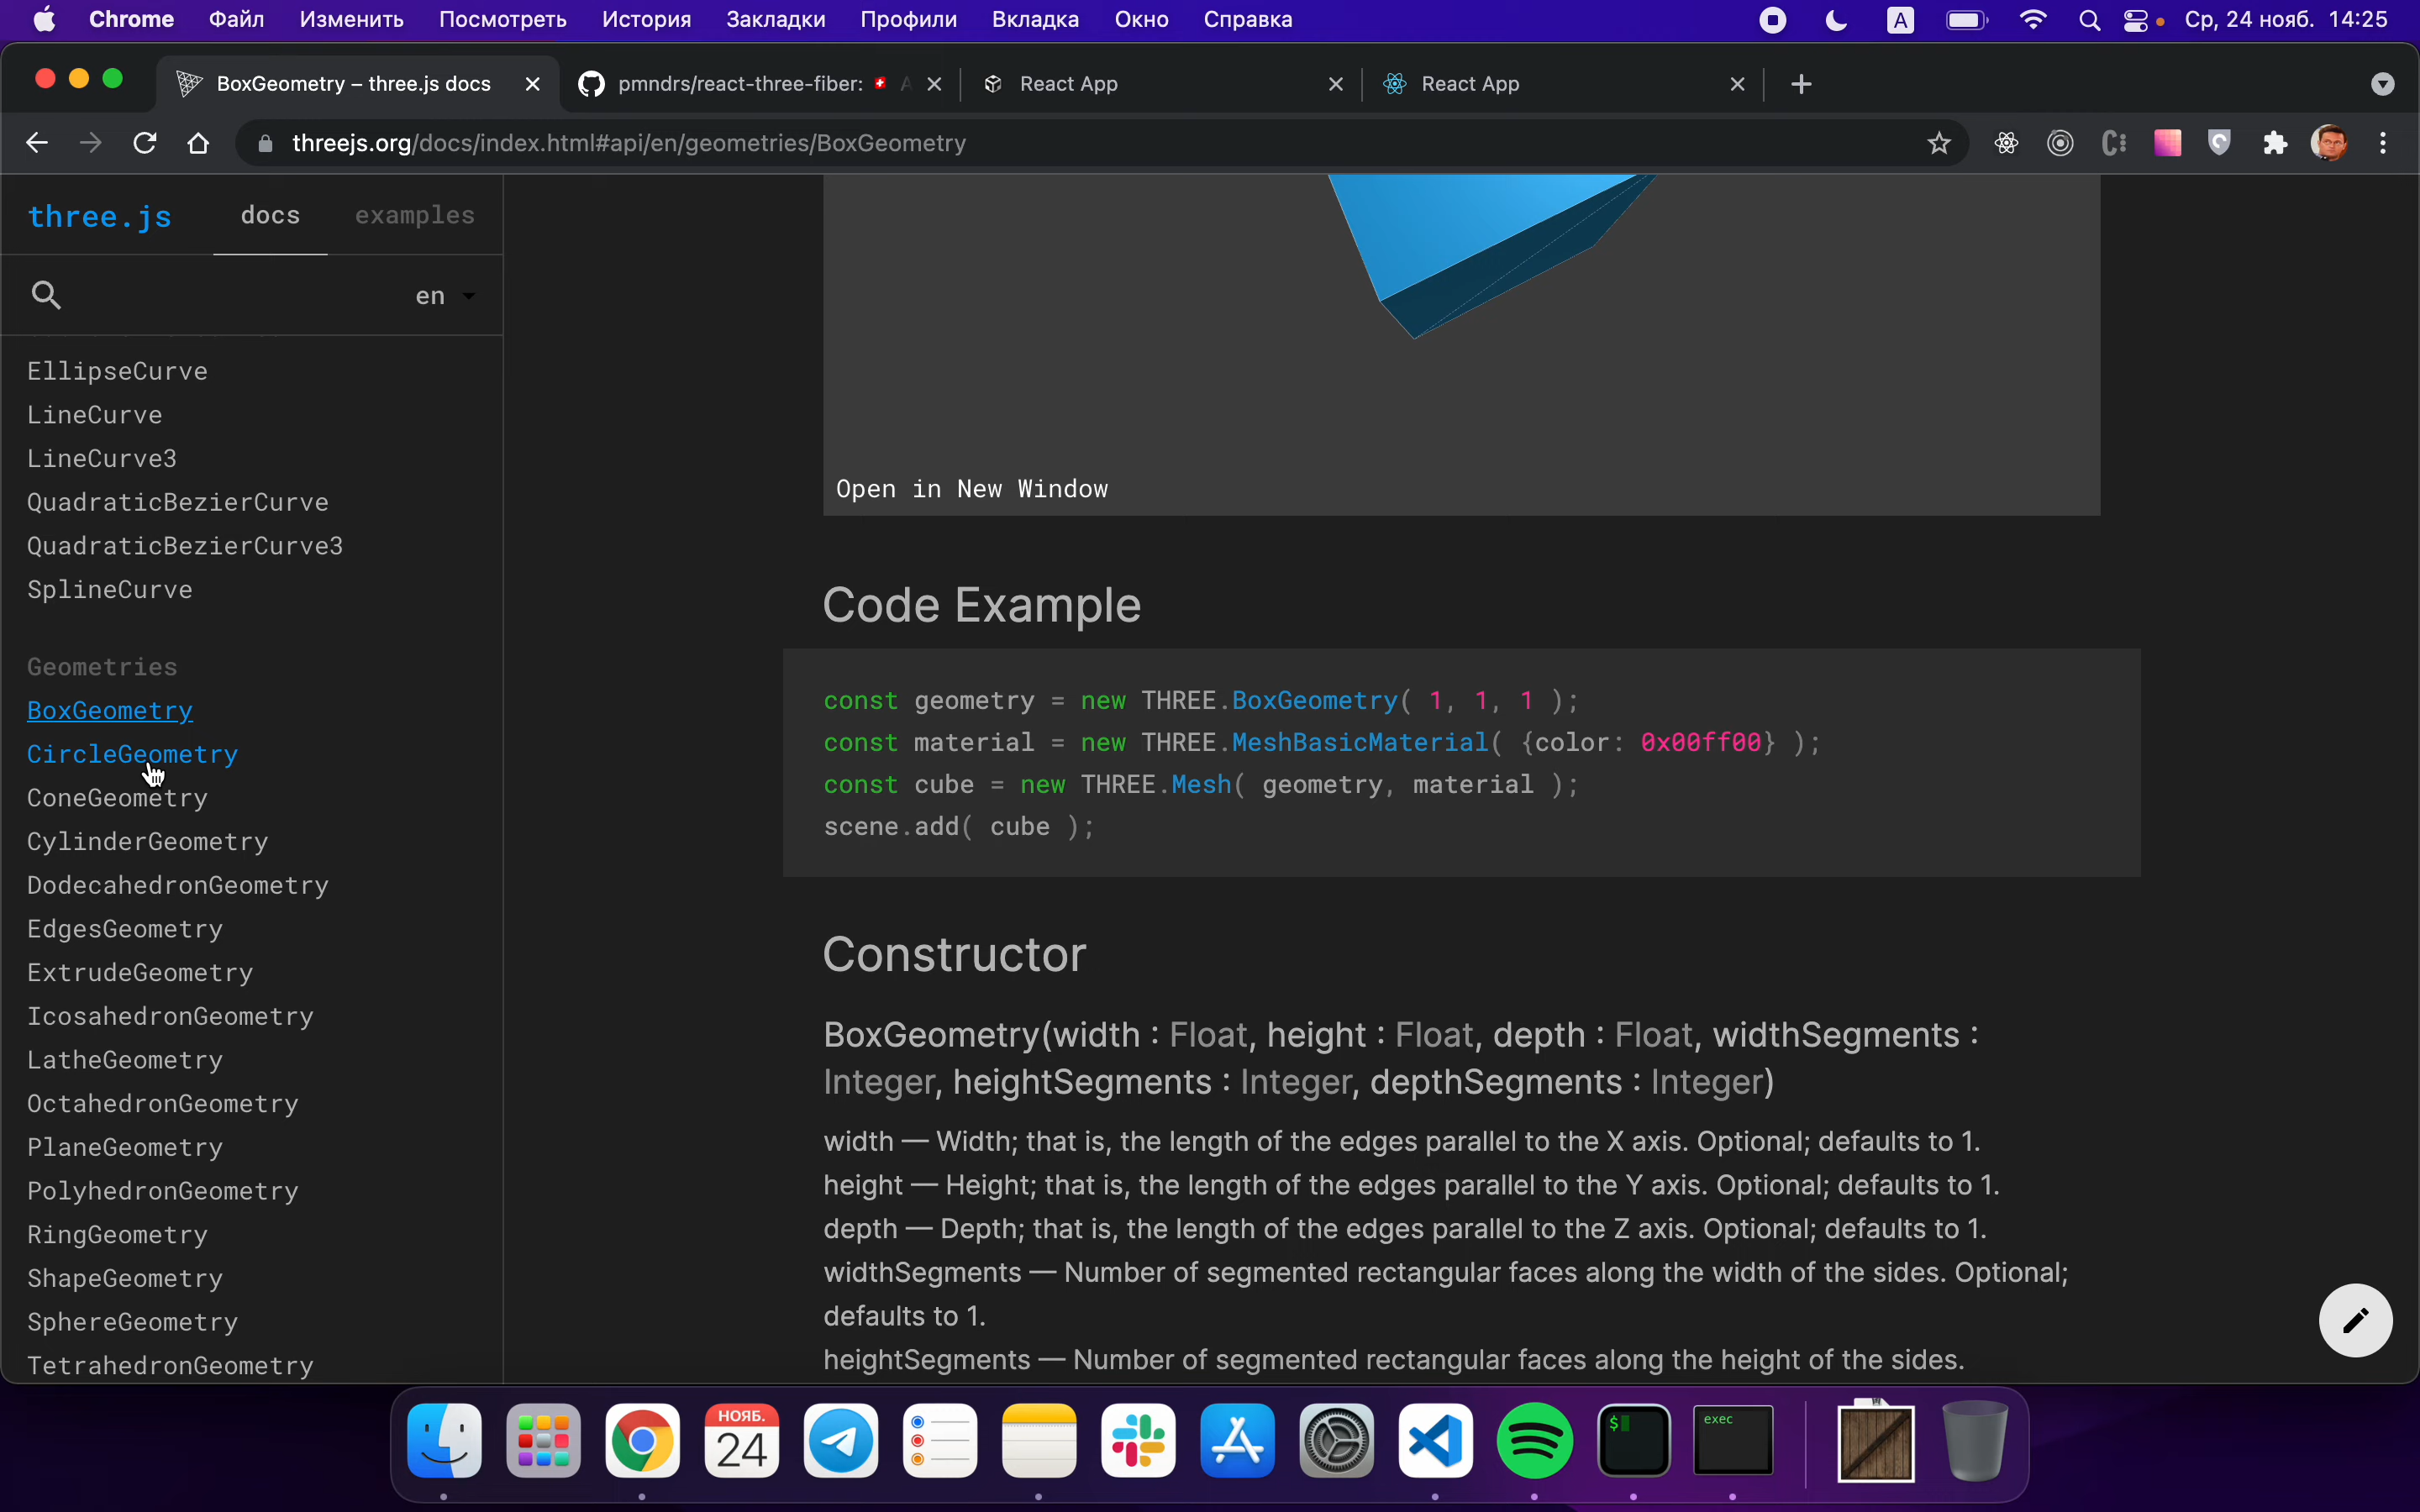 Chrome Файл Изменить Посмотреть История Закладки Профили Вкладка Окно Справка A Ср, 24 нояб. 14:25
BoxGeometry – three.js docs pmndrs/react-three-fiber: React App React App
threejs.org/docs/index.html#api/en/geometries/BoxGeometry
three.js docs examples
en
EllipseCurve
LineCurve
LineCurve3
QuadraticBezierCurve
QuadraticBezierCurve3
SplineCurve
Geometries
BoxGeometry
CircleGeometry
ConeGeometry
CylinderGeometry
DodecahedronGeometry
EdgesGeometry
ExtrudeGeometry
IcosahedronGeometry
LatheGeometry
OctahedronGeometry
PlaneGeometry
PolyhedronGeometry
RingGeometry
ShapeGeometry
SphereGeometry
TetrahedronGeometry
Open in New Window
Code Example
const geometry = new THREE.BoxGeometry( 1, 1, 1 );
const material = new THREE.MeshBasicMaterial( {color: 0x00ff00} );
const cube = new THREE.Mesh( geometry, material );
scene.add( cube );
Constructor
BoxGeometry(width : Float, height : Float, depth : Float, widthSegments :
Integer, heightSegments : Integer, depthSegments : Integer)
width — Width; that is, the length of the edges parallel to the X axis. Optional; defaults to 1.
height — Height; that is, the length of the edges parallel to the Y axis. Optional; defaults to 1.
depth — Depth; that is, the length of the edges parallel to the Z axis. Optional; defaults to 1.
widthSegments — Number of segmented rectangular faces along the width of the sides. Optional;
defaults to 1.
heightSegments — Number of segmented rectangular faces along the height of the sides.
НОЯБ.
24
$
exec